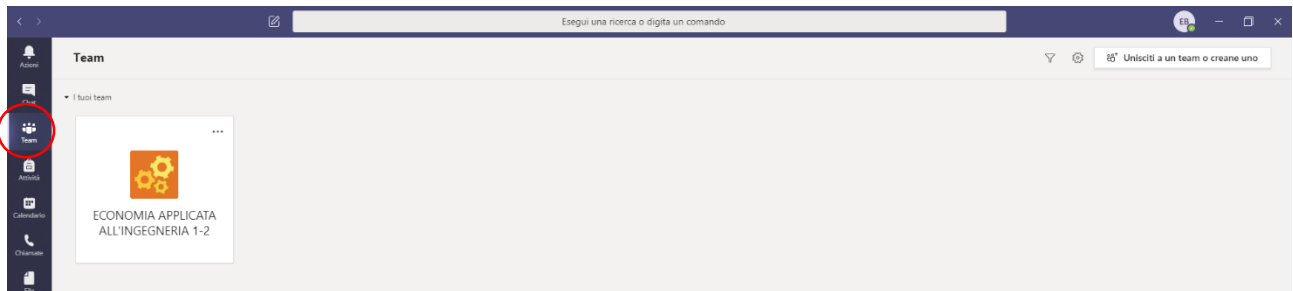 Esegui una ricerca o digita un comando
EB
Azioni
Team
Unisciti a un team o creane uno
Chat
I tuoi team
Team
Attività
Calendario
ECONOMIA APPLICATA
ALL'INGEGNERIA 1-2
Chiamate
File